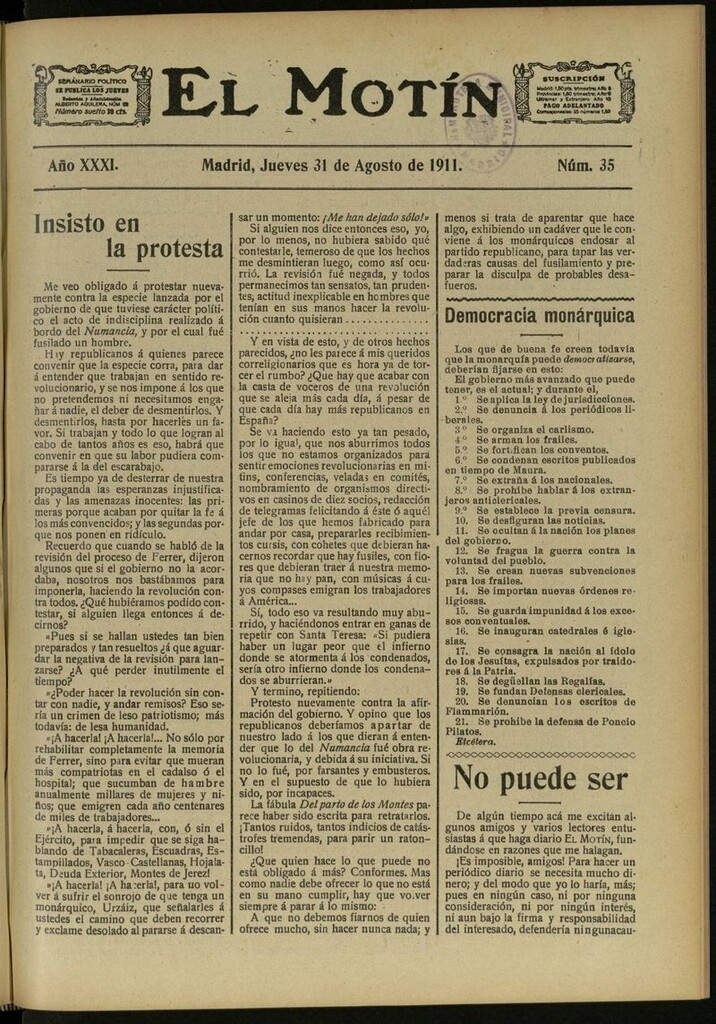 SEMANARIO POLÍTICO
SE PUBLICA LOS JUEVES
Redacción y Administración
ALBERTO AGUILERA, NÚM
Número suelto 10 cts.
EL MOTÍN
SUSCRIPCIÓN
PAGO ADELANTADO
Año XXXI.
Madrid, Jueves 31 de Agosto de 1911.
Núm. 35
Insisto en
la protesta
Me veo obligado á protestar nueva-
mente contra la especie lanzada por el
gobierno de que tuviese carácter políti-
co el acto de indisciplina realizado á
bordo del Numancia, y por el cual fué
fusilado un hombre.
Hay republicanos á quienes parece
convenir que la especie corra, para dar
á entender que trabajan en sentido re-
volucionario, y se nos impone á los que
no pretendemos ni necesitamos enga-
ñar á nadie, el deber de desmentirlos. Y
desmentirlos, hasta por hacerles un fa-
vor. Si trabajan y todo lo que logran al
cabo de tantos años es eso, habrá que
convenir en que su labor pudiera com-
pararse á la del escarabajo.
Es tiempo ya de desterrar de nuestra
propaganda las esperanzas injustifica-
das y las amenazas inocentes: las pri-
meras porque acaban por quitar la fe á
los más convencidos; y las segundas por-
que nos ponen en ridículo.
Recuerdo que cuando se habló de la
revisión del proceso de Ferrer, dijeron
algunos que si el gobierno no la acor-
daba, nosotros nos bastábamos para
imponerla, haciendo la revolución con-
tra todos. ¿Qué hubiéramos podido con-
testar, si alguien llega entonces á de-
cirnos?
«Pues si se hallan ustedes tan bien
preparados y tan resueltos ¿á que aguar-
dar la negativa de la revisión para lan-
zarse? ¿A qué perder inutilmente el
tiempo?
»¿Poder hacer la revolución sin con-
tar con nadie, y andar remisos? Eso se-
ría un crimen de leso patriotismo; más
todavía: de lesa humanidad.
»¡A hacerla! ¡A hacerla!... No sólo por
rehabilitar completamente la memoria
de Ferrer, sino para evitar que mueran
más compatriotas en el cadalso ó el
hospital; que sucumban de hambre
anualmente millares de mujeres y ni-
ños; que emigren cada año centenares
de miles de trabajadores...
»¡A hacerla, á hacerla, con, ó sin el
Ejército, para impedir que se siga ha-
blando de Tabacaleras, Escuadras, Es-
tampillados, Vasco-Castellanas, Hojala-
ta, Deuda Exterior, Montes de Jerez!
»¡A hacerla! ¡A hacerla!, para uo vol-
ver á sufrir el sonrojo de que tenga un
monárquico, Urzáiz, que señalarles á
ustedes el camino que deben recorrer
y exclame desolado al pararse á descan-
sar un momento: ¡Me han dejado sólo!»
Si alguien nos dice entonces eso, yo,
por lo menos, no hubiera sabido qué
contestarle, temeroso de que los hechos
me desmintieran luego, como así ocu-
rrió. La revisión fué negada, y todos
permanecimos tan sensatos, tan pruden-
tes, actitud inexplicable en hombres que
tenían en sus manos hacer la revolu-
ción cuanto quisieran . . . . . . . . . . . . .
. . . . . . . . . . . . . . . . . . . . . . . . . . . .
Y en vista de esto, y de otros hechos
parecidos, ¿no les parece á mis queridos
correligionarios que es hora ya de tor-
cer el rumbo? ¿Que hay que acabar con
la casta de voceros de una revolución
que se aleja más cada día, á pesar de
que cada día hay más republicanos en
España?
Se va haciendo esto ya tan pesado,
por lo igual, que nos aburrimos todos
los que no estamos organizados para
sentir emociones revolucionarias en mí-
tins, conferencias, veladas en comités,
nombramiento de organismos directi-
vos en casinos de diez socios, redacción
de telegramas felicitando á éste ó aquél
jefe de los que hemos fabricado para
andar por casa, prepararles recibimien-
tos cursis, con cohetes que debieran ha-
cernos recordar que hay fusiles, con flo-
res que debieran traer á nuestra memo-
ria que no hay pan, con músicas á cu-
yos compases emigran los trabajadores
á América...
Sí, todo eso va resultando muy abu-
rrido, y haciéndonos entrar en ganas de
repetir con Santa Teresa: «Si pudiera
haber un lugar peor que el infierno
donde se atormenta á los condenados,
sería otro infierno donde los condena-
dos se aburrieran.»
Y termino, repitiendo:
Protesto nuevamente contra la afir-
mación del gobierno. Y opino que los
republicanos deberíamos apartar de
nuestro lado á los que dieran á enten-
der que lo del Numancia fué obra re-
volucionaria, y debida á su iniciativa. Si
no lo fué, por farsantes y embusteros.
Y en el supuesto de que lo hubiera
sido, por incapaces.
La fábula Del parto de los Montes pa-
rece haber sido escrita para retratarlos.
¡Tantos ruidos, tantos indicios de catás-
trofes tremendas, para parir un raton-
cillo!
¿Que quien hace lo que puede no
está obligado á más? Conformes. Mas
como nadie debe ofrecer lo que no está
en su mano cumplir, hay que volver
siempre á parar á lo mismo:
A que no debemos fiarnos de quien
ofrece mucho, sin hacer nunca nada; y
menos si trata de aparentar que hace
algo, exhibiendo un cadáver que le con-
viene á los monárquicos endosar al
partido republicano, para tapar las ver-
daderas causas del fusilamiento y pre-
parar la disculpa de probables desa-
fueros.
Democracia monárquica
Los que de buena fe creen todavía
que la monarquía puede democratizarse,
deberían fijarse en esto:
El gobierno más avanzado que puede
tener, es el actual; y durante él,
1.º Se aplica la ley de jurisdicciones.
2.º Se denuncia á los periódicos li-
berales.
3.º Se organiza el carlismo.
4.º Se arman los frailes.
5.º Se fortifican los conventos.
6.º Se condenan escritos publicados
en tiempo de Maura.
7.º Se extraña á los nacionales.
8.º Se prohibe hablar á los extran-
jeros anticlericales.
9.º Se establece la previa censura.
10. Se desfiguran las noticias.
11. Se ocultan á la nación los planes
del gobierno.
12. Se fragua la guerra contra la
voluntad del pueblo.
13. Se crean nuevas subvenciones
para los frailes.
14. Se importan nuevas órdenes re-
ligiosas.
15. Se guarda impunidad á los exce-
sos conventuales.
16. Se inauguran catedrales é igle-
sias.
17. Se consagra la nación al ídolo
de los Jesuítas, expulsados por traido-
res á la Patria.
18. Se degüellan las Regalías.
19. Se fundan Defensas clericales.
20. Se denuncian los escritos de
Flammarión.
21. Se prohibe la defensa de Poncio
Pilatos.
Etcétera.
No puede ser
De algún tiempo acá me excitan al-
gunos amigos y varios lectores entu-
siastas á que haga diario EL MOTÍN, fun-
dándose en razones que me halagan.
¡Es imposible, amigos! Para hacer un
periódico diario se necesita mucho di-
nero; y del modo que yo lo haría, más;
pues en ningún caso, ni por ninguna
consideración, ni por ningún interés,
ni aun bajo la firma y responsabilidad
del interesado, defendería ningunacau-